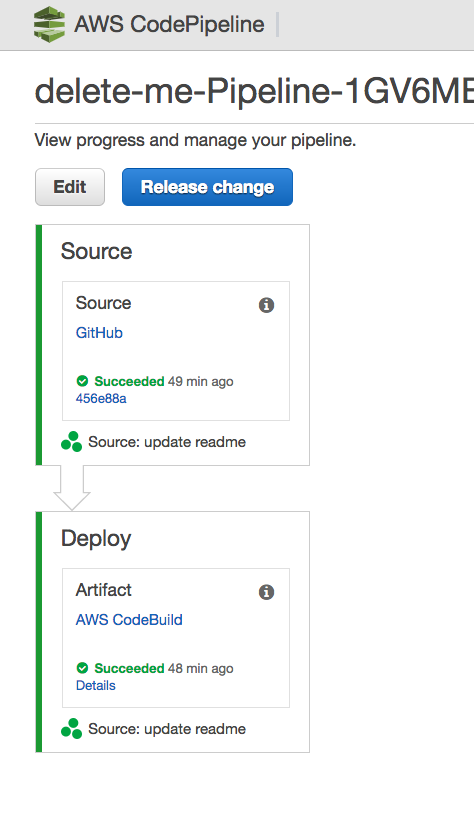 AWS CodePipeline
delete-me-Pipeline-1GV6ME
View progress and manage your pipeline.
Edit Release change
Source
Source
GitHub
Succeeded 49 min ago
456e88a
Source: update readme
Deploy
Artifact
AWS CodeBuild
Succeeded 48 min ago
Details
Source: update readme